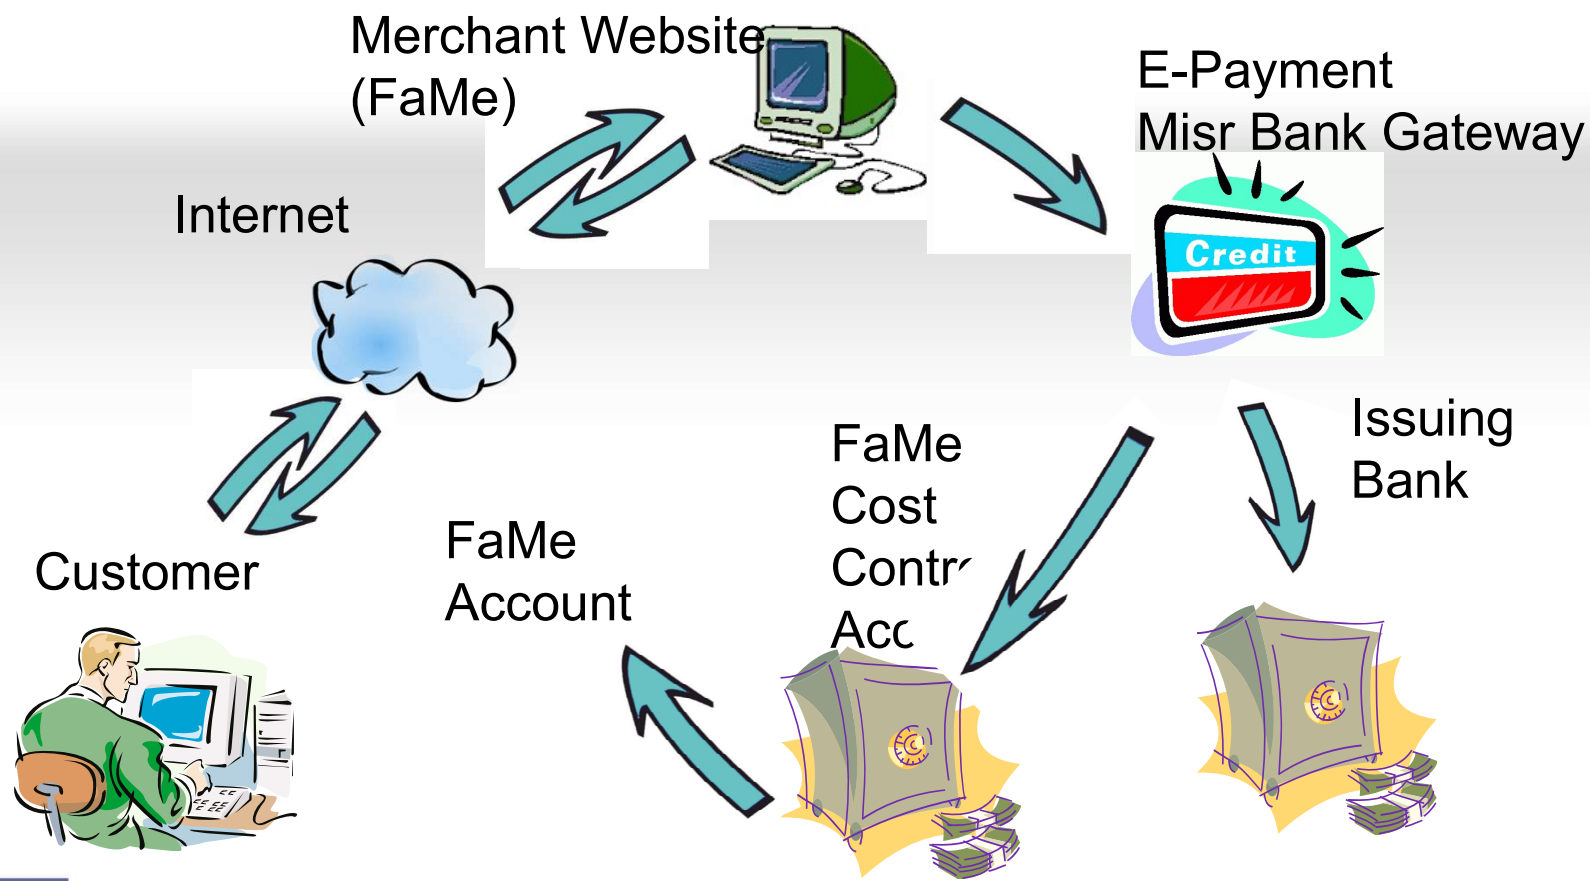 Merchant Website
(FaMe)
E-Payment
Misr Bank Gateway
Internet
Credit
Issuing
Bank
FaMe
Cost
FaMe
Account
Customer